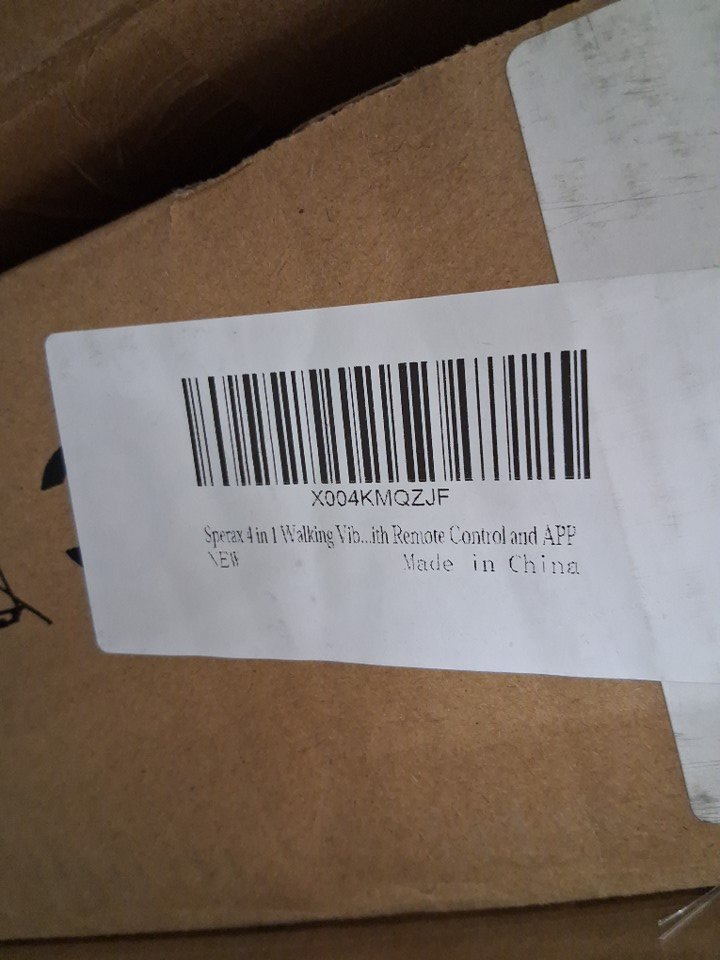 X004KMQZJF
Sperax 4 in 1 Walking Vib...ith Remote Control and APP
NEW
Made in China